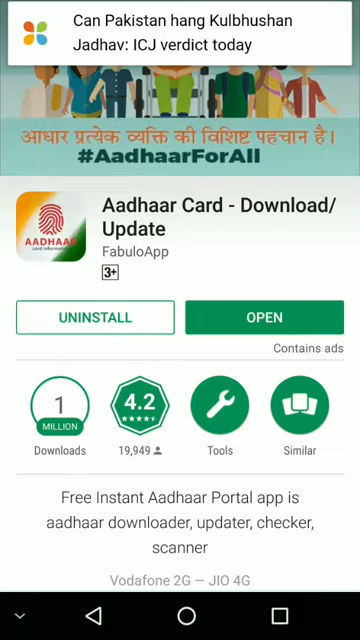 Can Pakistan hang Kulbhushan
Jadhav: ICJ verdict today
आधार प्रत्येक व्यक्ति की विशिष्ट पहचान है।
#AadhaarForAll
AADHAAR
card information
Aadhaar Card - Download/
Update
FabuloApp
3+
UNINSTALL
OPEN
Contains ads
1
MILLION
4.2
Downloads
19,949
Tools
Similar
Free Instant Aadhaar Portal app is
aadhaar downloader, updater, checker,
scanner
Vodafone 2G — JIO 4G